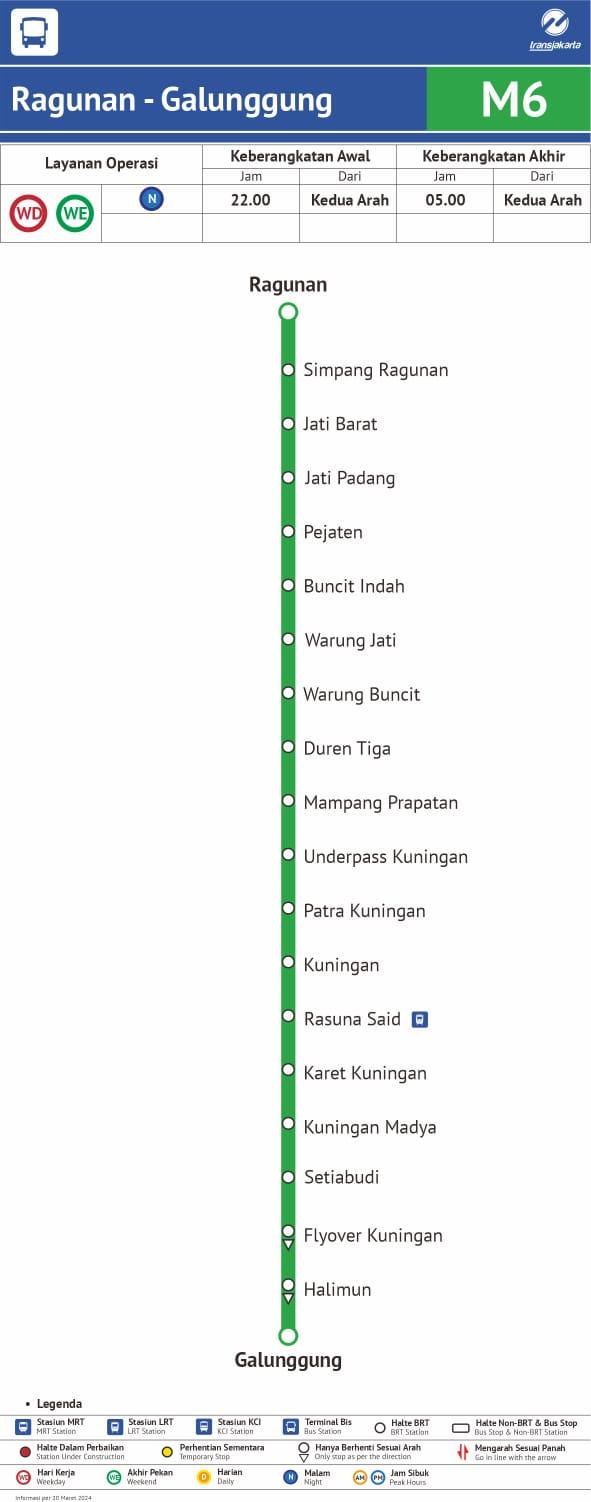 transjakarta
Ragunan - Galunggung
M6
Layanan Operasi
Keberangkatan Awal
Keberangkatan Akhir
Jam
Dari
Jam
Dari
WD
WE
N
22.00
Kedua Arah
05.00
Kedua Arah
Ragunan
Simpang Ragunan
Jati Barat
Jati Padang
Pejaten
Buncit Indah
Warung Jati
Warung Buncit
Duren Tiga
Mampang Prapatan
Underpass Kuningan
Patra Kuningan
Kuningan
Rasuna Said
Karet Kuningan
Kuningan Madya
Setiabudi
Flyover Kuningan
Halimun
Galunggung
• Legenda
Stasiun MRT
MRT Station
Stasiun LRT
LRT Station
Stasiun KCI
KCI Station
Terminal Bis
Bus Station
Halte BRT
BRT Station
Halte Non-BRT & Bus Stop
Bus Stop & Non-BRT Station
Halte Dalam Perbaikan
Station Under Construction
Perhentian Sementara
Temporary Stop
Hanya Berhenti Sesuai Arah
Only stop as per the direction
Mengarah Sesuai Panah
Go in line with the arrow
WD
Hari Kerja
Weekday
WE
Akhir Pekan
Weekend
D
Harian
Daily
N
Malam
Night
AM
PM
Jam Sibuk
Peak Hours
Informasi per 20 Maret 2024